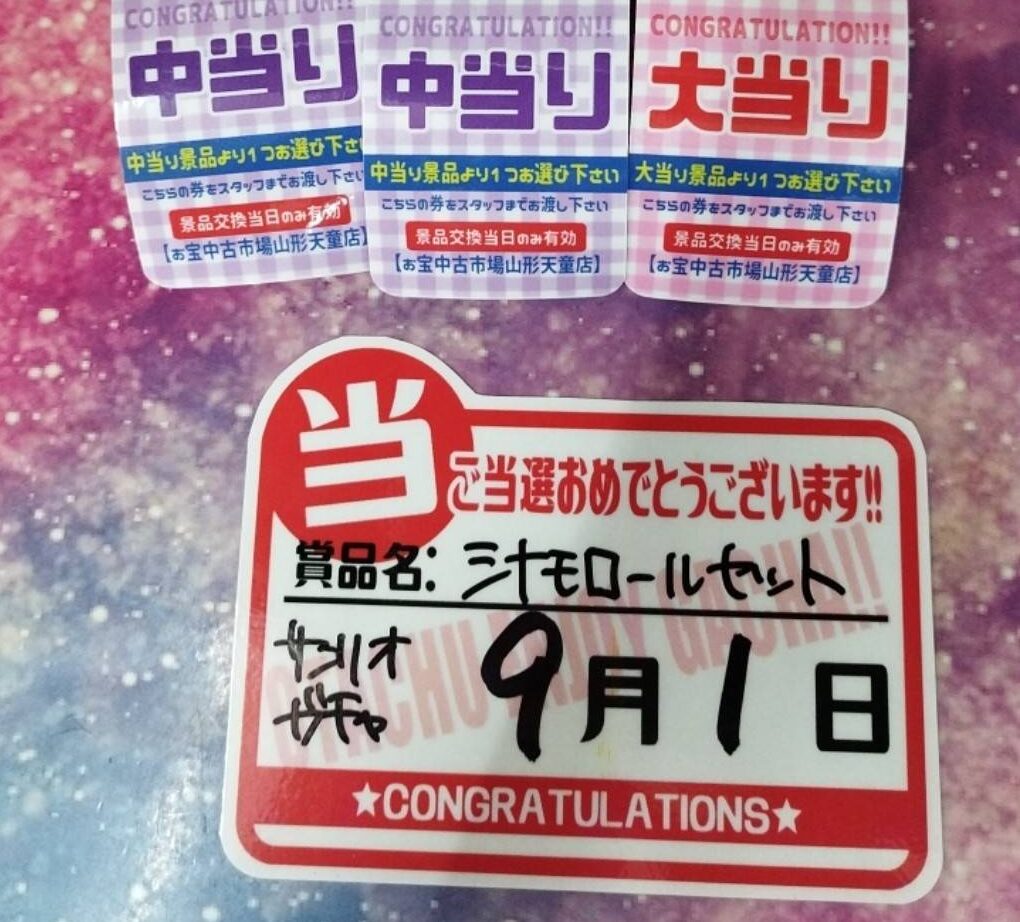 CONGRATULATION!!
中当り
中当り景品より1つお選び下さ
こちらの券をスタッフまでお渡し下さい
景品交換当日のみ有効
【お宝中古市場山形天童店】
CONGRATULATION!!
中当り
中当り景品より1つお選び下さい
こちらの券をスタッフまでお渡し下さい
景品交換当日のみ有効
【お宝中古市場山形天童店】
CONGRATULATION!!
大当り
大当り景品より1つお選び下さい
こちらの券をスタッフまでお渡し下さい
景品交換当日のみ有効
【お宝中古市場山形天童店】
当
ご当選おめでとうございます!!
賞品名: シナモロールセット
サンリオ
ガチャ
9月1日
★CONGRATULATIONS★